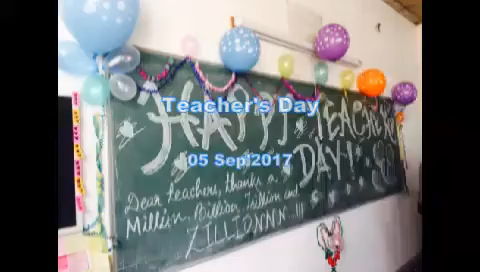 HAPPY TEACHER'S
DAY!
Teacher's Day
05 Sep 2017
Dear teachers, thanks a
Million, Billion, Trillion and
ZILLIONNN !!!